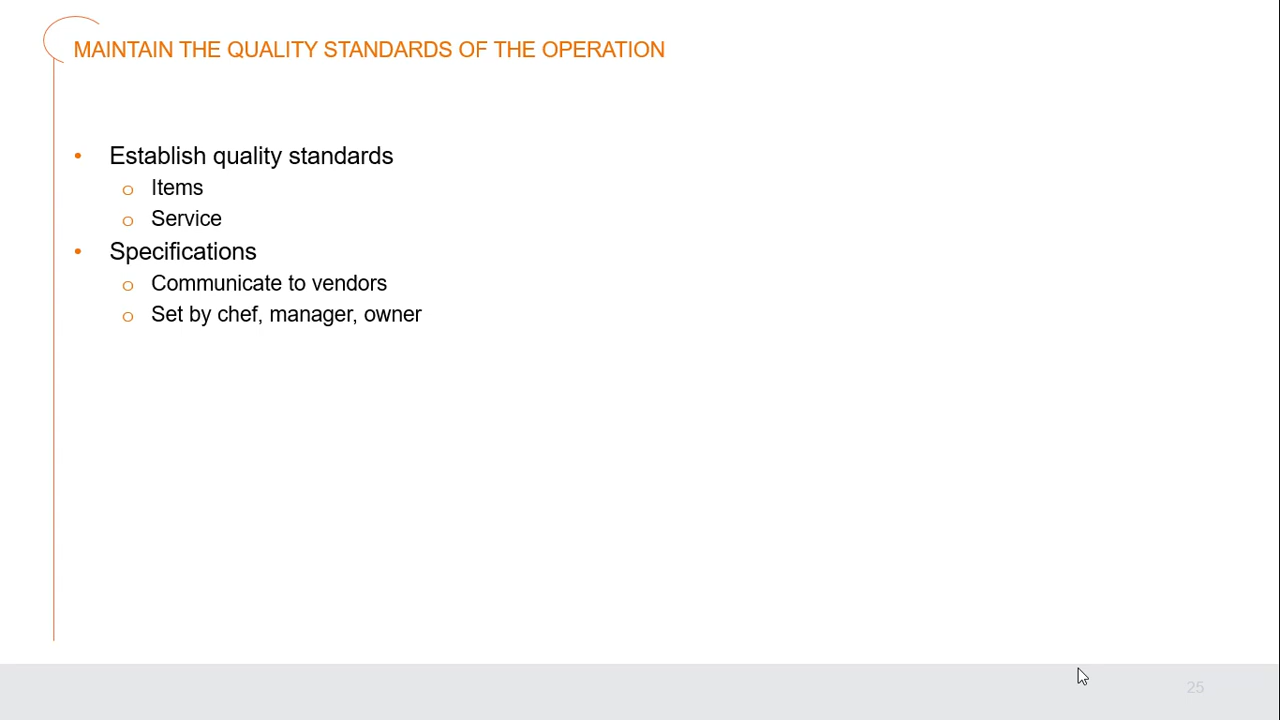 MAINTAIN THE QUALITY STANDARDS OF THE OPERATION
• Establish quality standards
o Items
o Service
• Specifications
o Communicate to vendors
o Set by chef, manager, owner
25